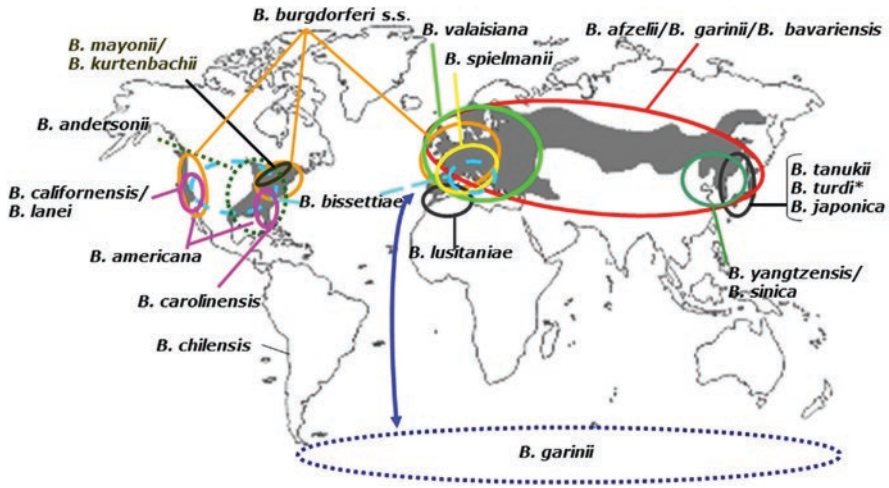 B. burgdorferi s.s.
B. valaisiana
B. afzelii/B. garinii/B. bavariensis
B. mayonii/
B. kurtenbachii
B. spielmanii
B. andersonii
B. californensis/
B. lanei
B. bissettiae
B. tanukii
B. turdi*
B. japonica
B. americana
B. lusitaniae
B. yangtzensis/
B. sinica
B. carolinensis
B. chilensis
B. garinii